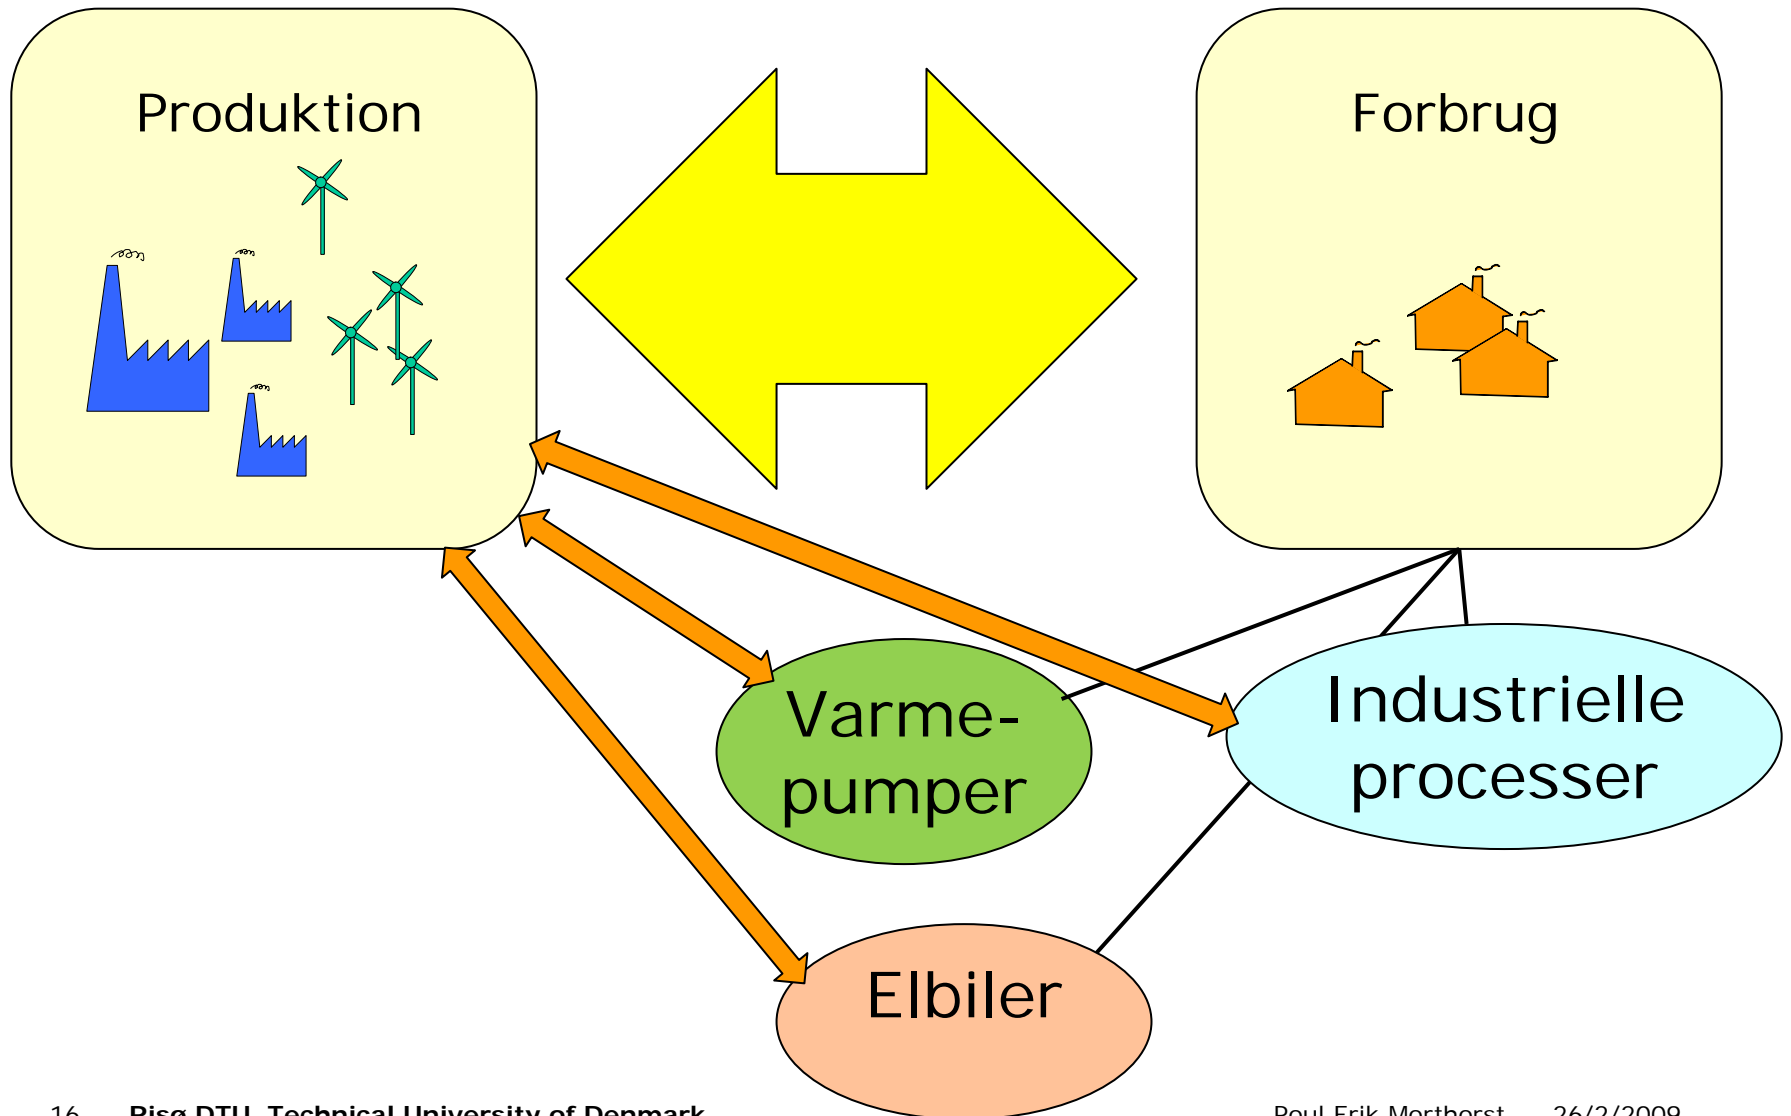 Produktion
Forbrug
Varme-
pumper
Industrielle
processer
Elbiler
16 Risø DTU, Technical University of Denmark Poul Erik Morthorst 26/2/2009